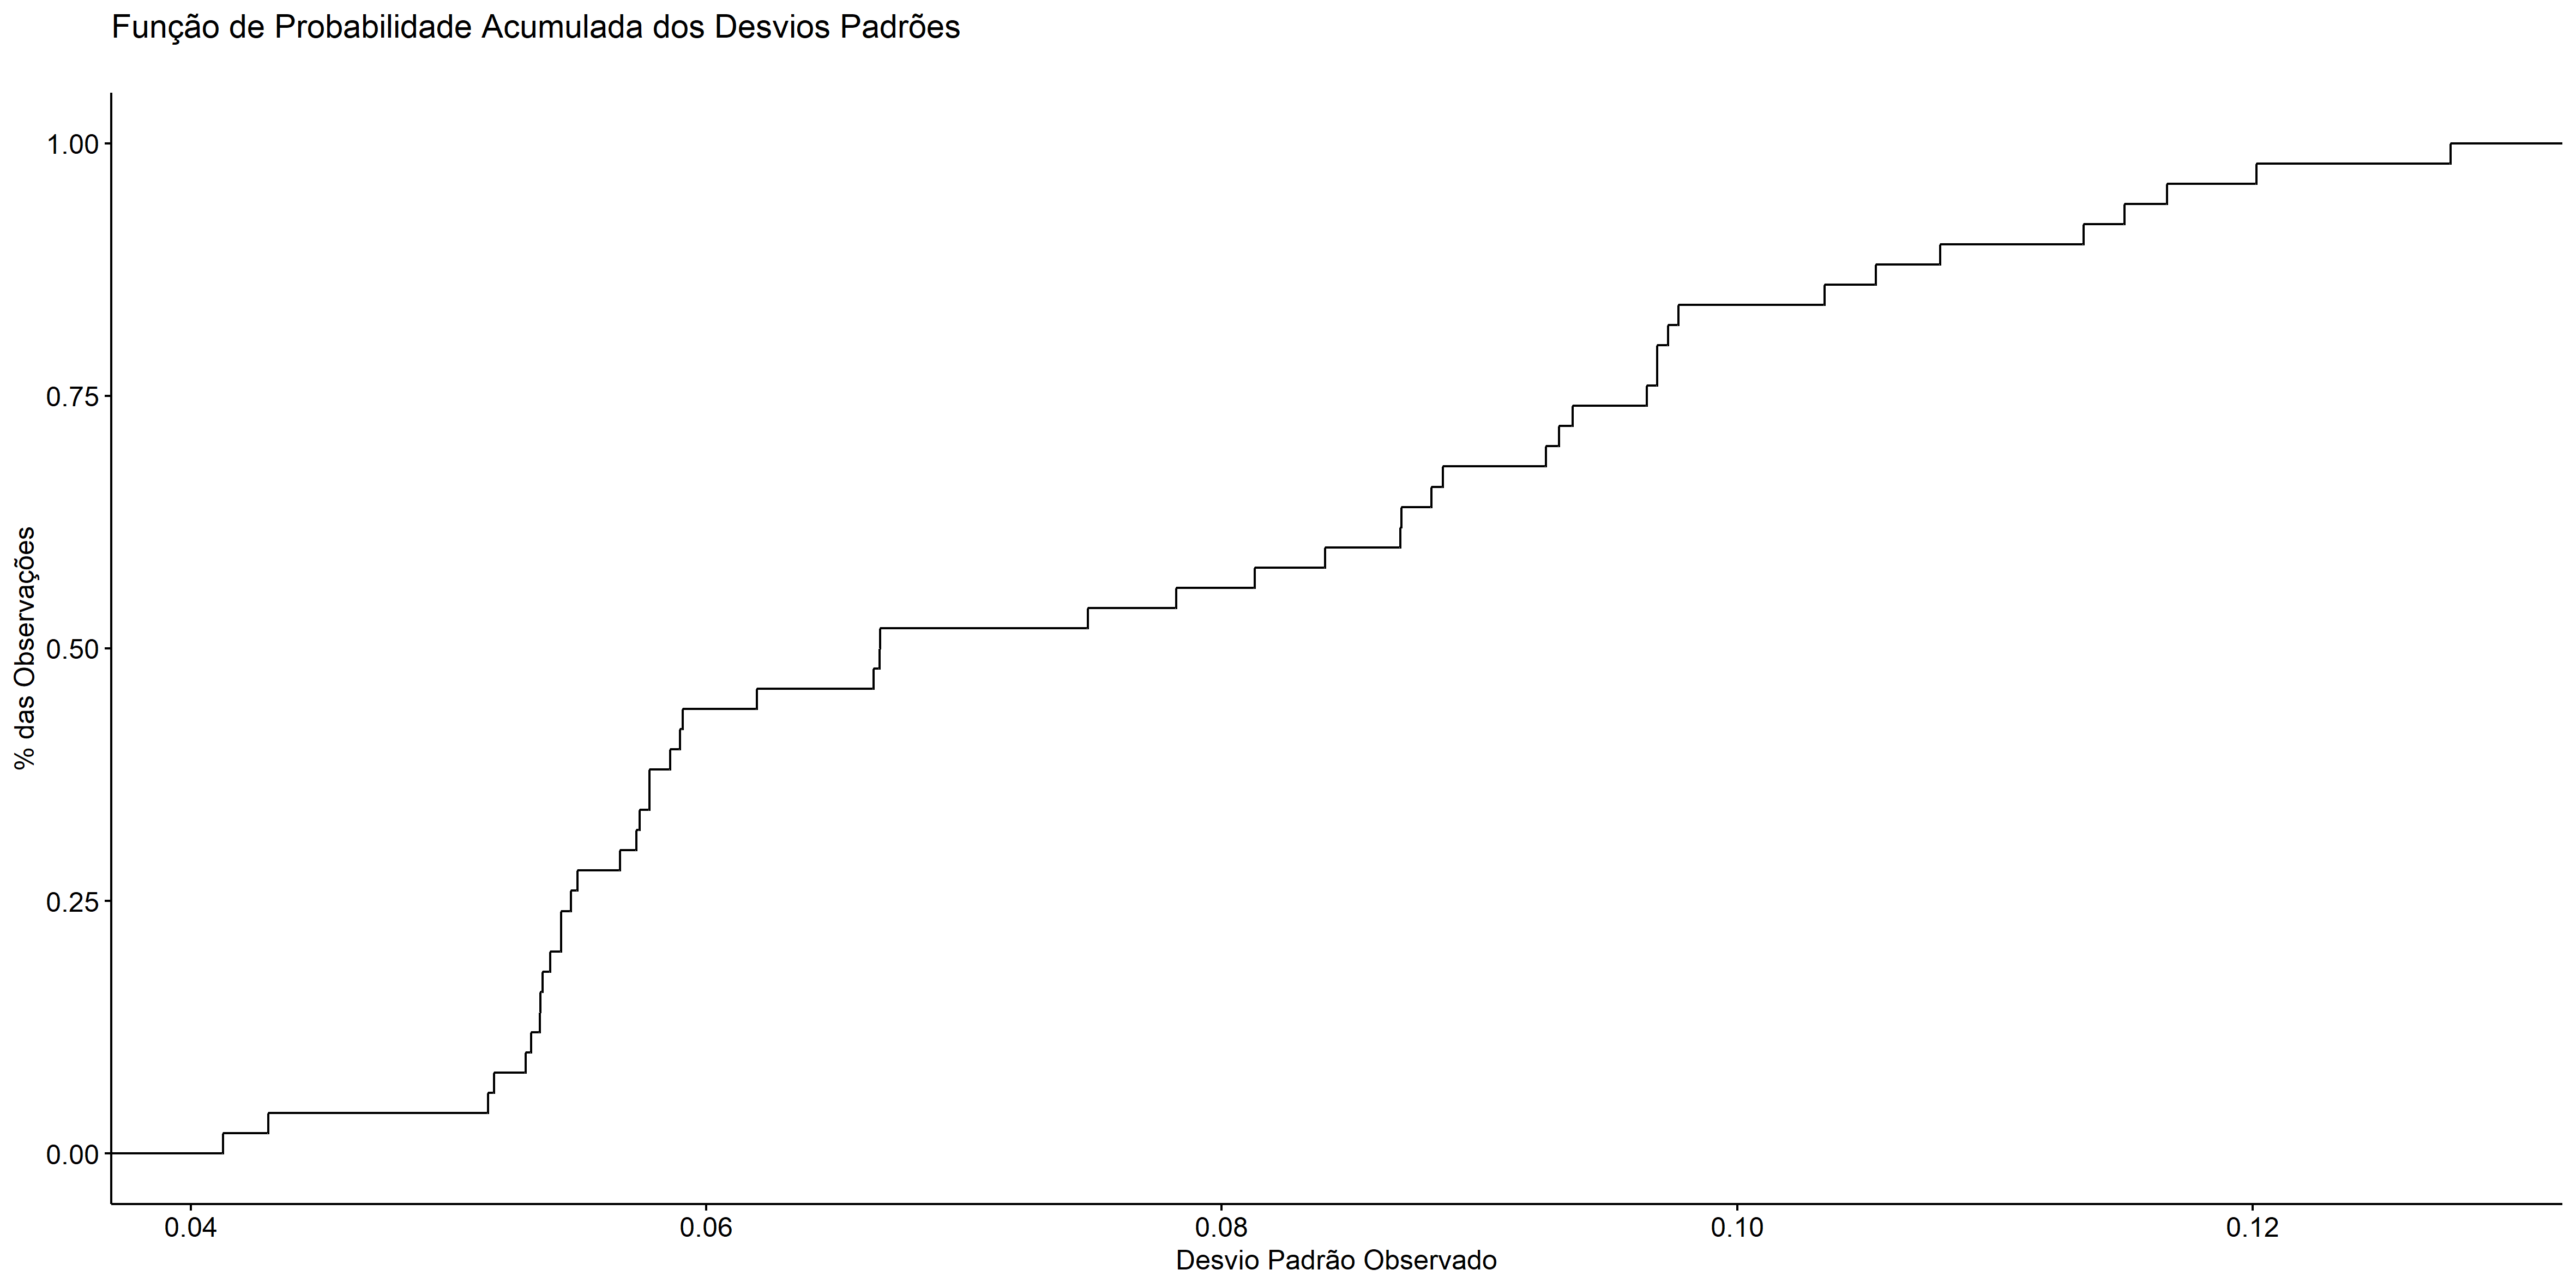 Função de Probabilidade Acumulada dos Desvios Padrões
1.00
0.75
0.50
0.25
0.00
% das Observações
0.04 0.06 0.08 0.10 0.12
Desvio Padrão Observado